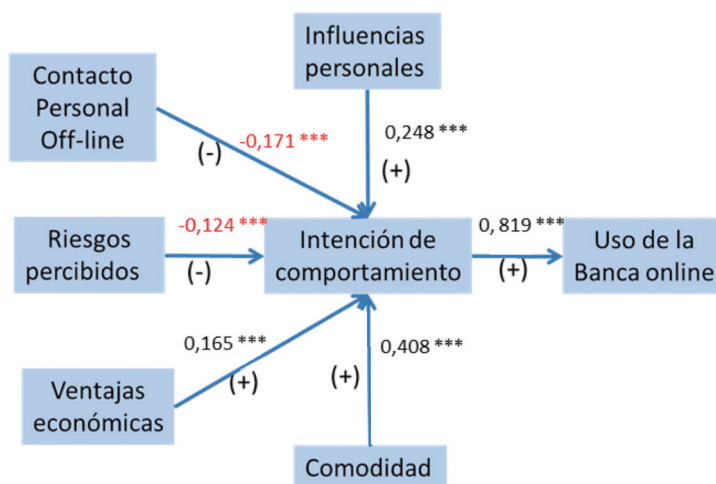 Influencias
personales
Contacto
Personal
Off-line
-0,171 ***
(-)
0,248 ***
(+)
Riesgos
percibidos
-0,124 ***
(-)
Intención de
comportamiento
0,819 ***
(+)
Uso de la
Banca online
0,165 ***
(+)
(+)
0,408 ***
Ventajas
económicas
Comodidad